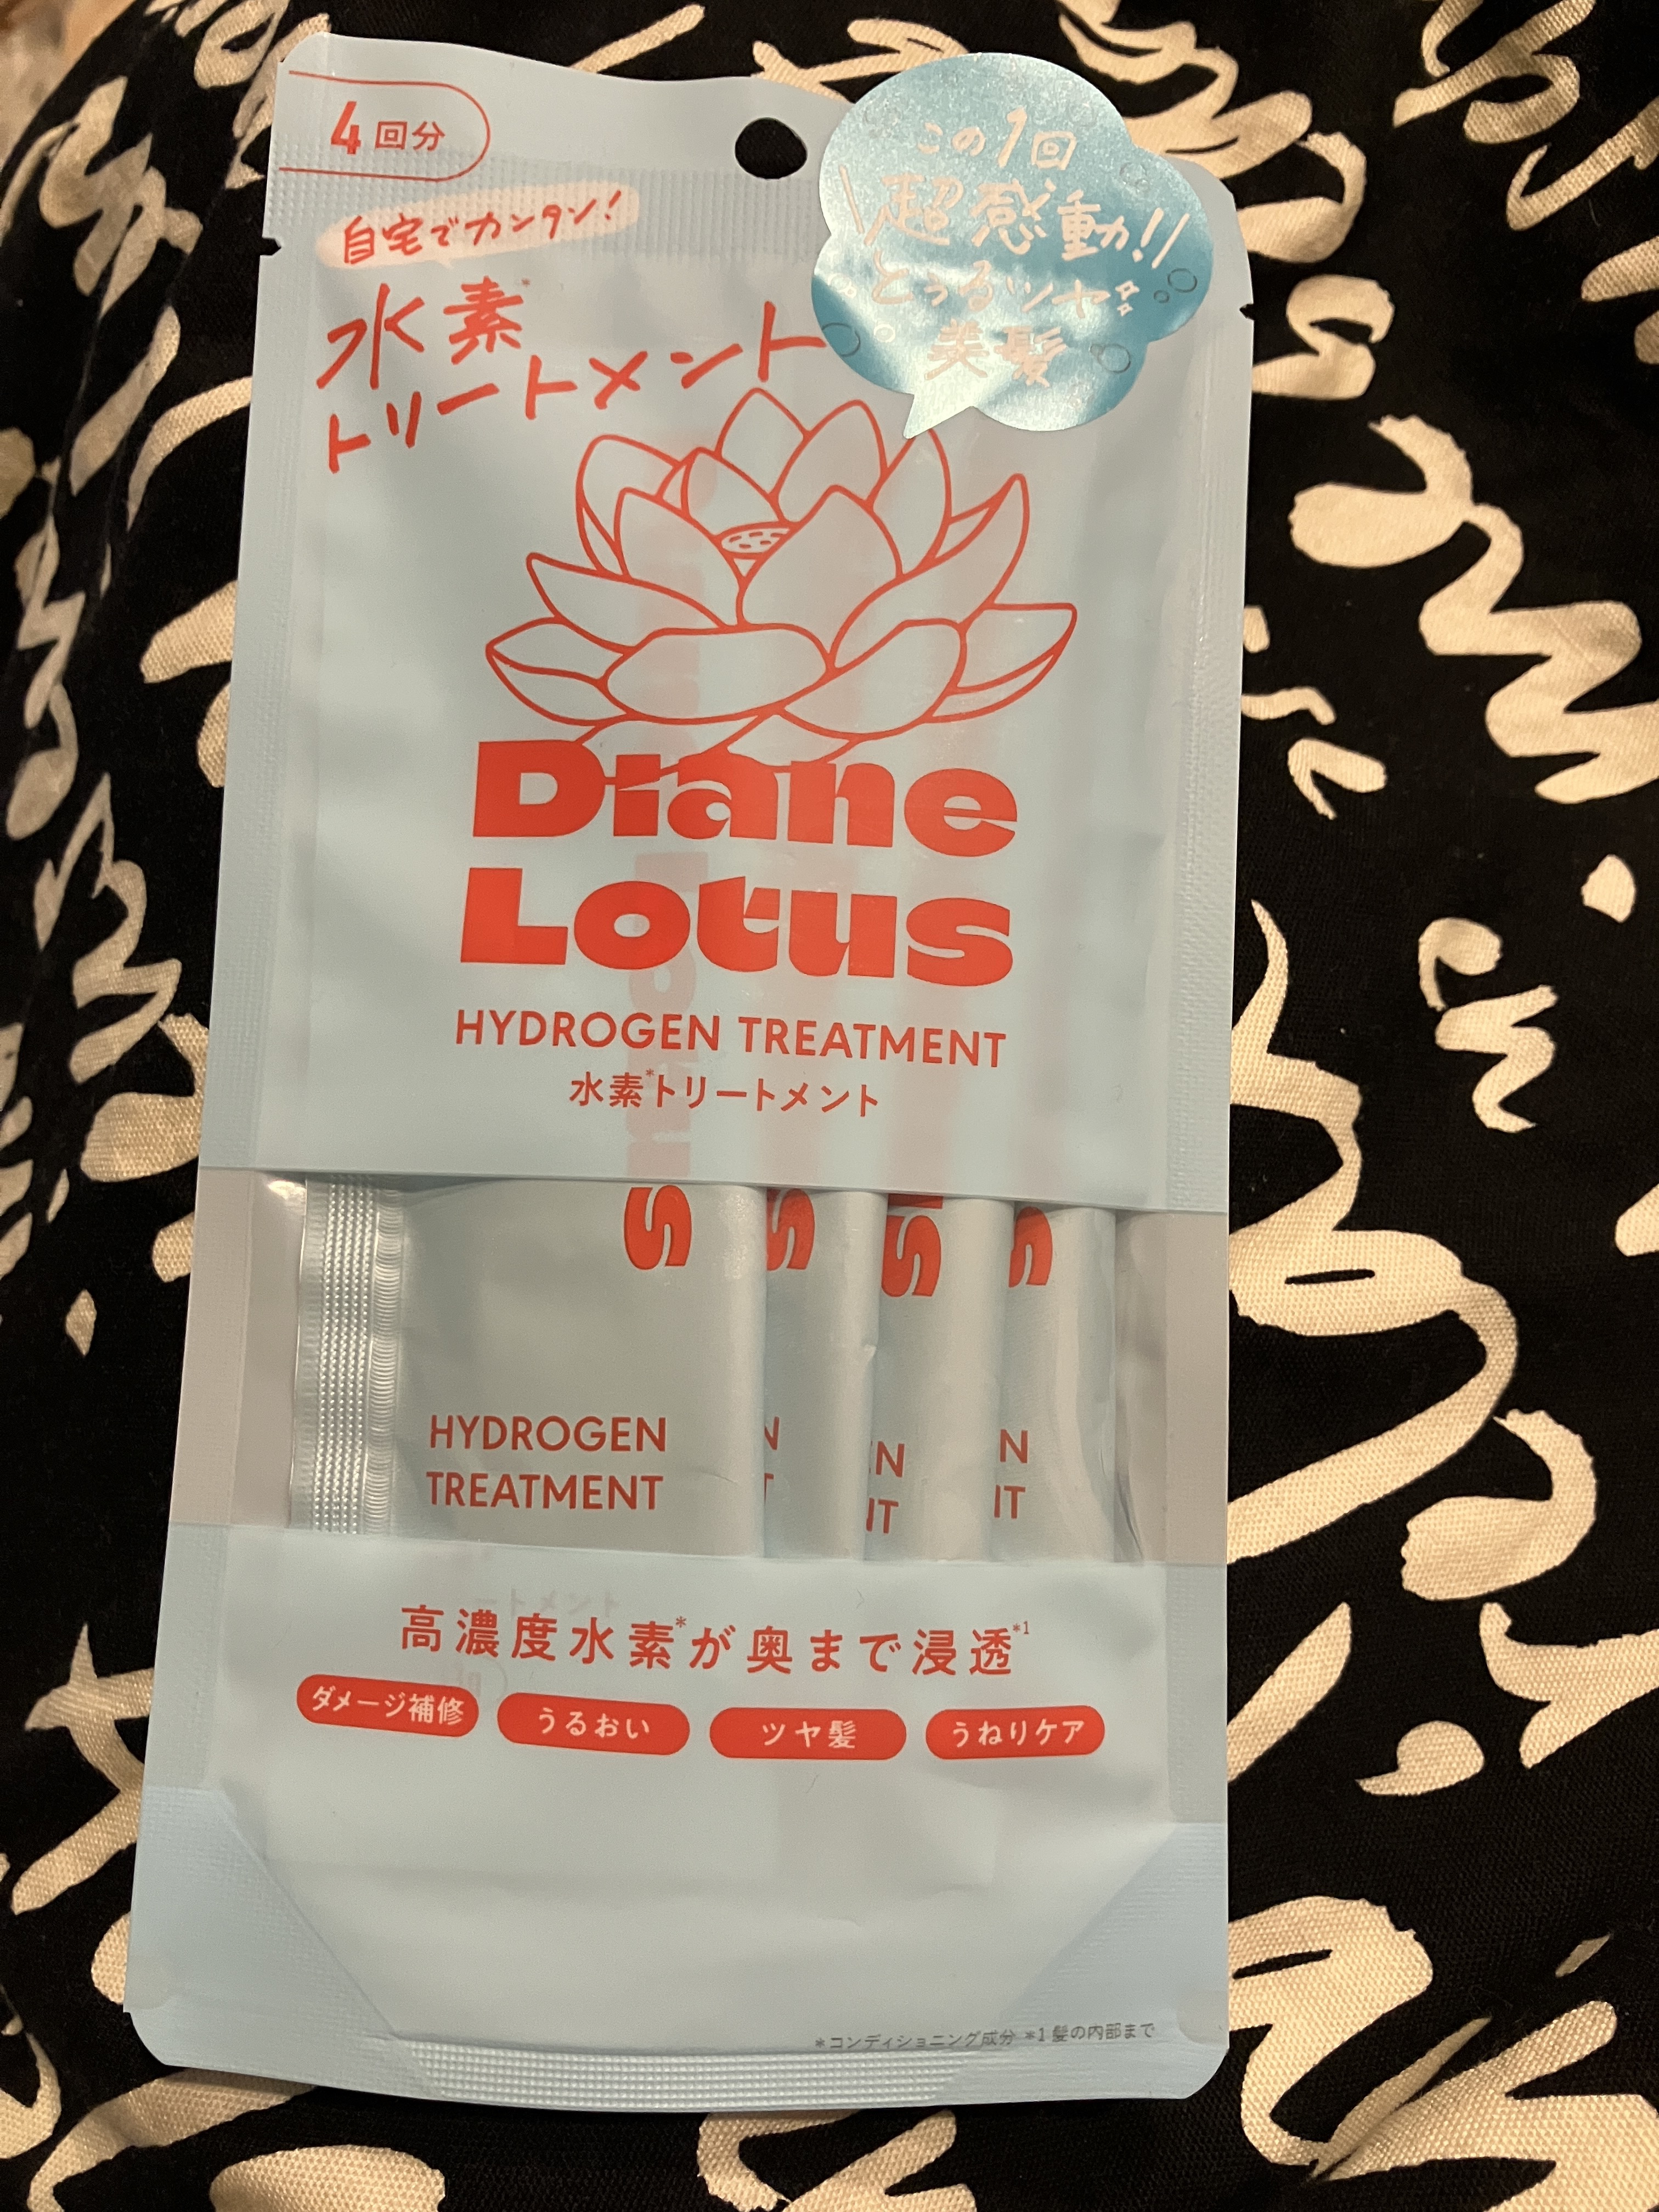 4回分
自宅でカンタン!
水素*
トリートメント
この1回
超感動!!
とぅるツヤ
美髪
Diane
Lotus
HYDROGEN TREATMENT
水素*トリートメント
S
S
S
S
HYDROGEN
TREATMENT
N
T
N
IT
N
IT
高濃度水素*が奥まで浸透*1
ダメージ補修 うるおい ツヤ髪 うねりケア
*コンディショニング成分 *1 髪の内部まで